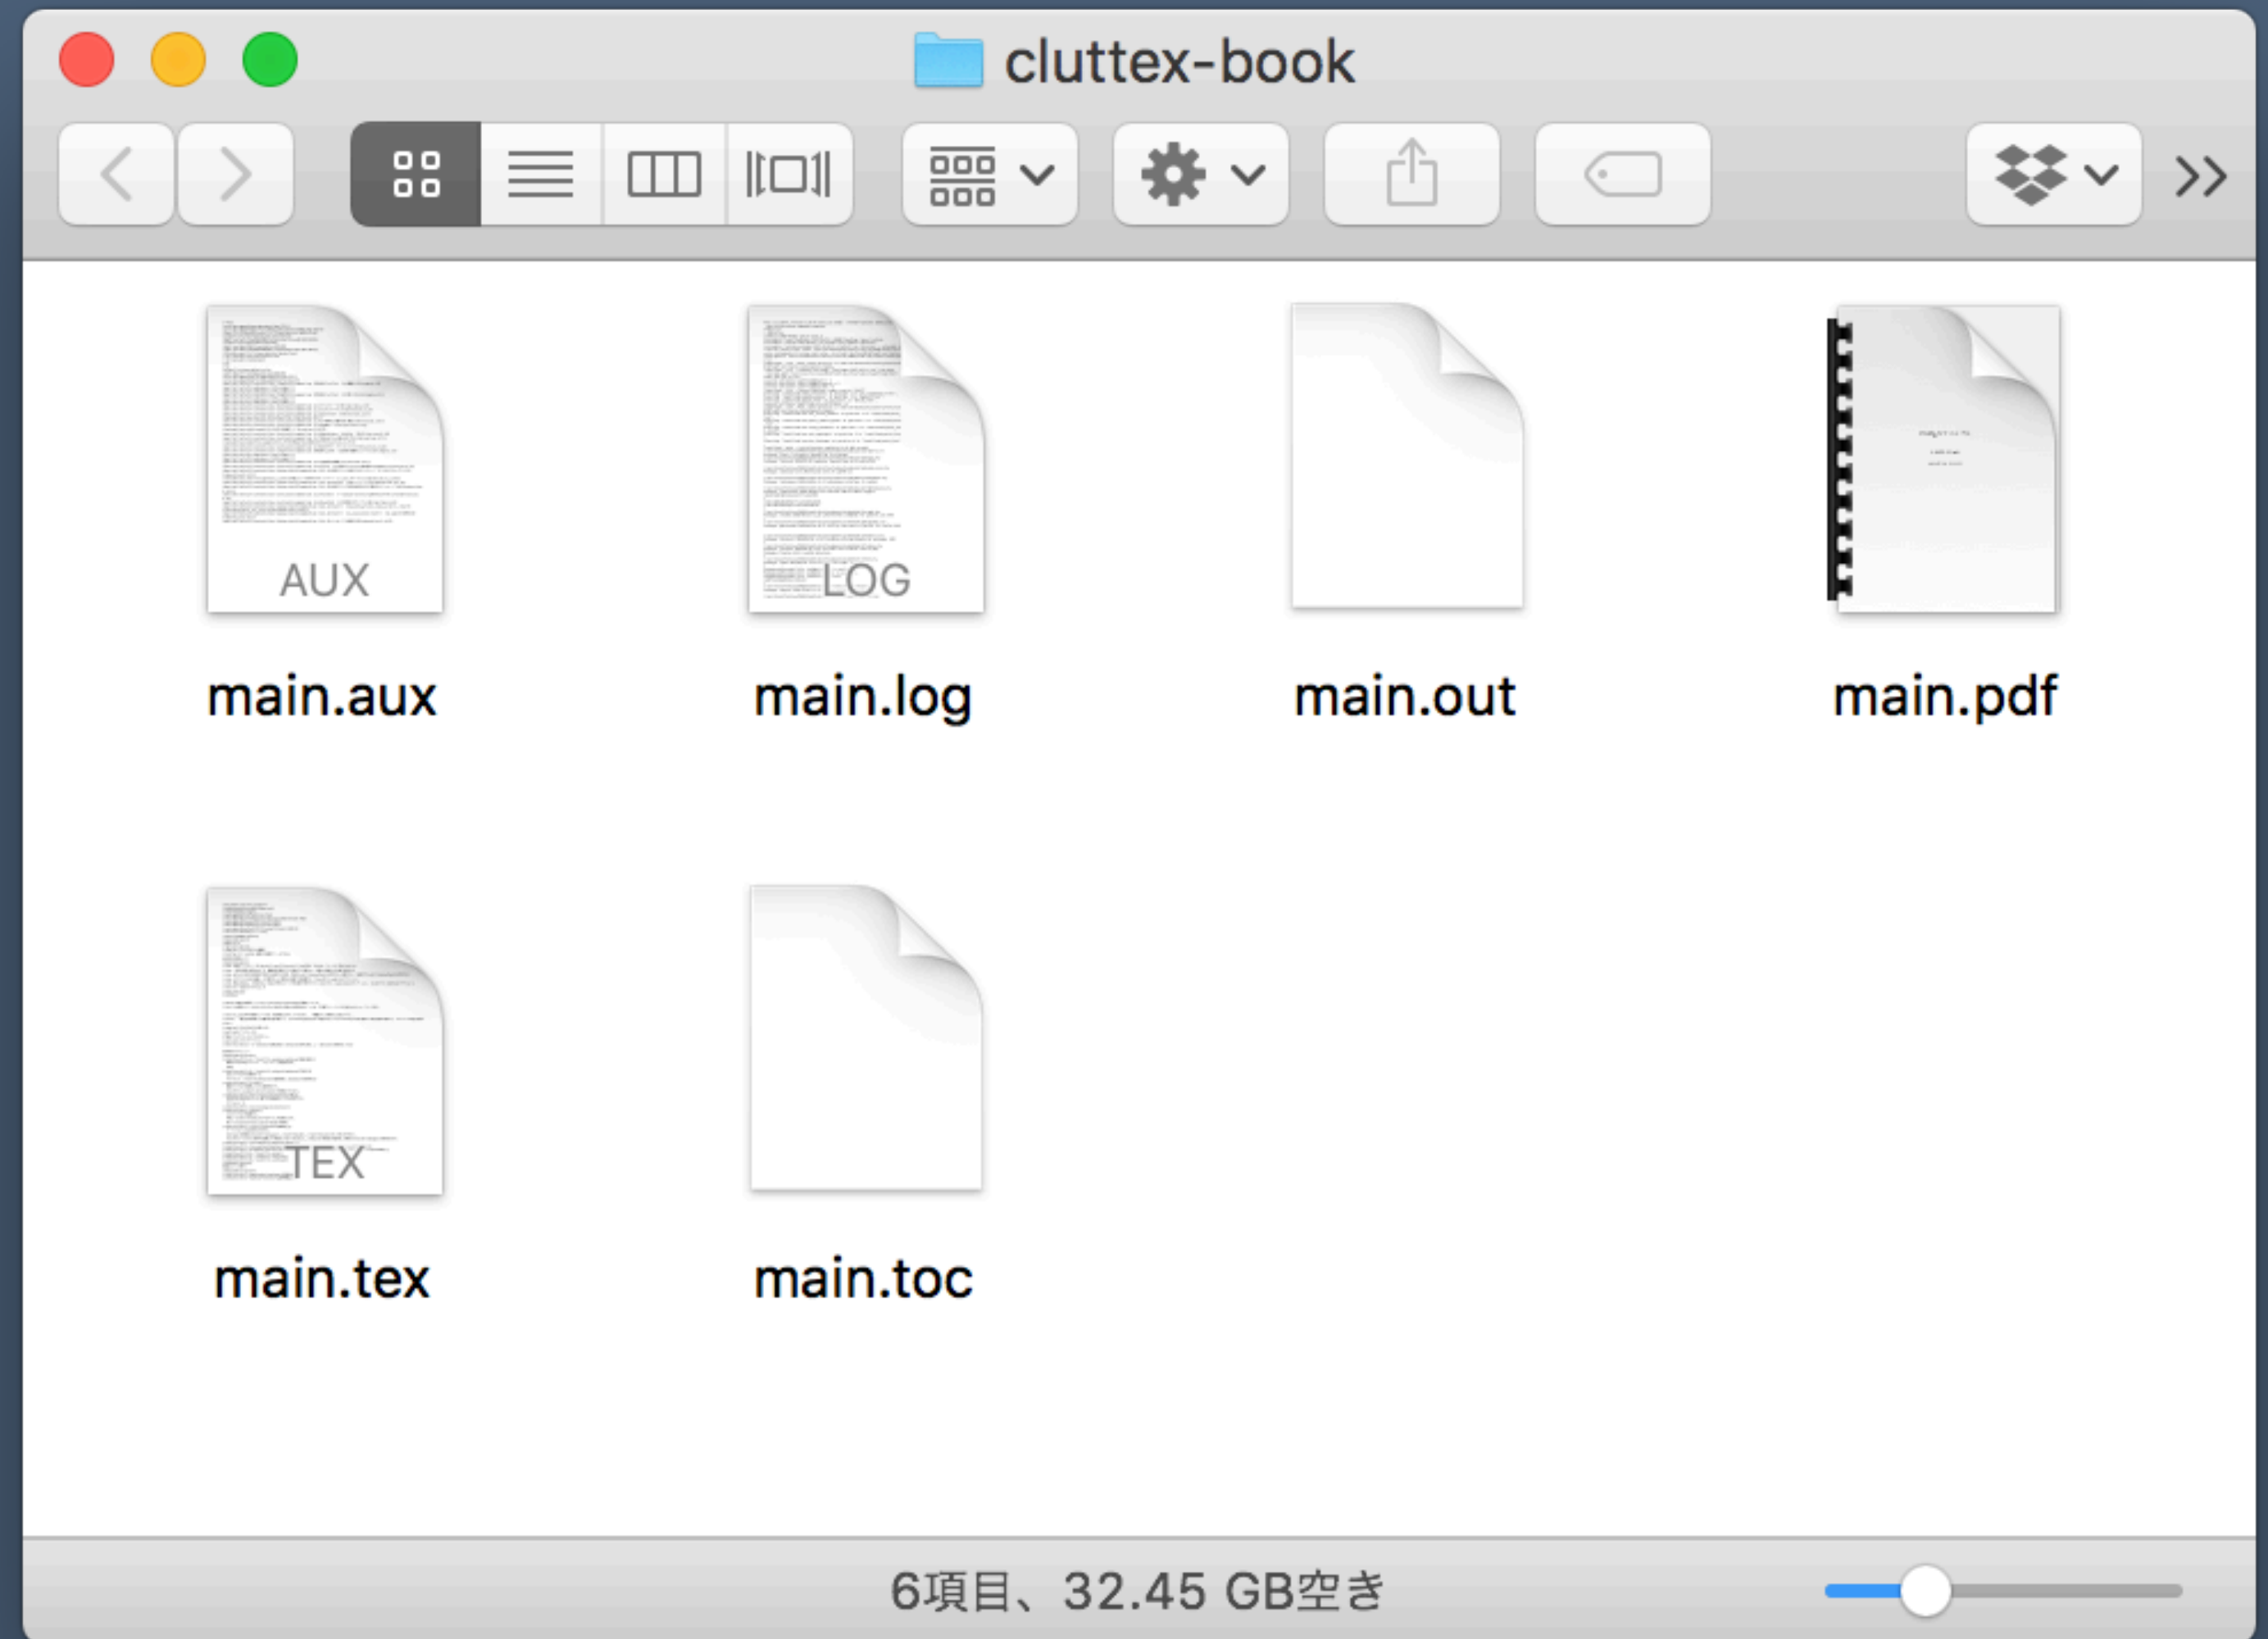 cluttex-book
AUX
LOG
main.aux
main.log
main.out
main.pdf
TEX
main.tex
main.toc
6項目、32.45 GB空き